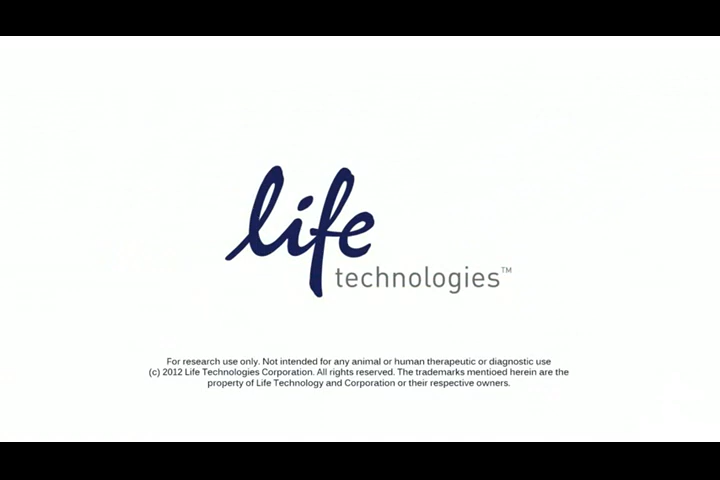 life
technologies™
For research use only. Not intended for any animal or human therapeutic or diagnostic use
(c) 2012 Life Technologies Corporation. All rights reserved. The trademarks mentioed herein are the
property of Life Technology and Corporation or their respective owners.